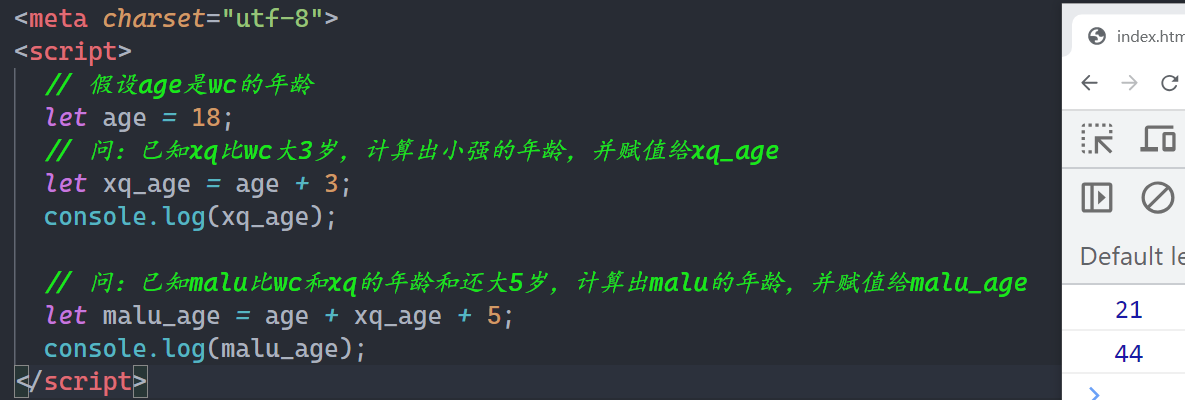 <meta charset="utf-8">
<script>
// 假设age是wc的年龄
let age = 18;
// 问：已知xq比wc大3岁，计算出小强的年龄，并赋值给xq_age
let xq_age = age + 3;
console.log(xq_age);
// 问：已知malu比wc和xq的年龄和还大5岁，计算出malu的年龄，并赋值给malu_age
let malu_age = age + xq_age + 5;
console.log(malu_age);
</script>
index.htm
Default le
21
44